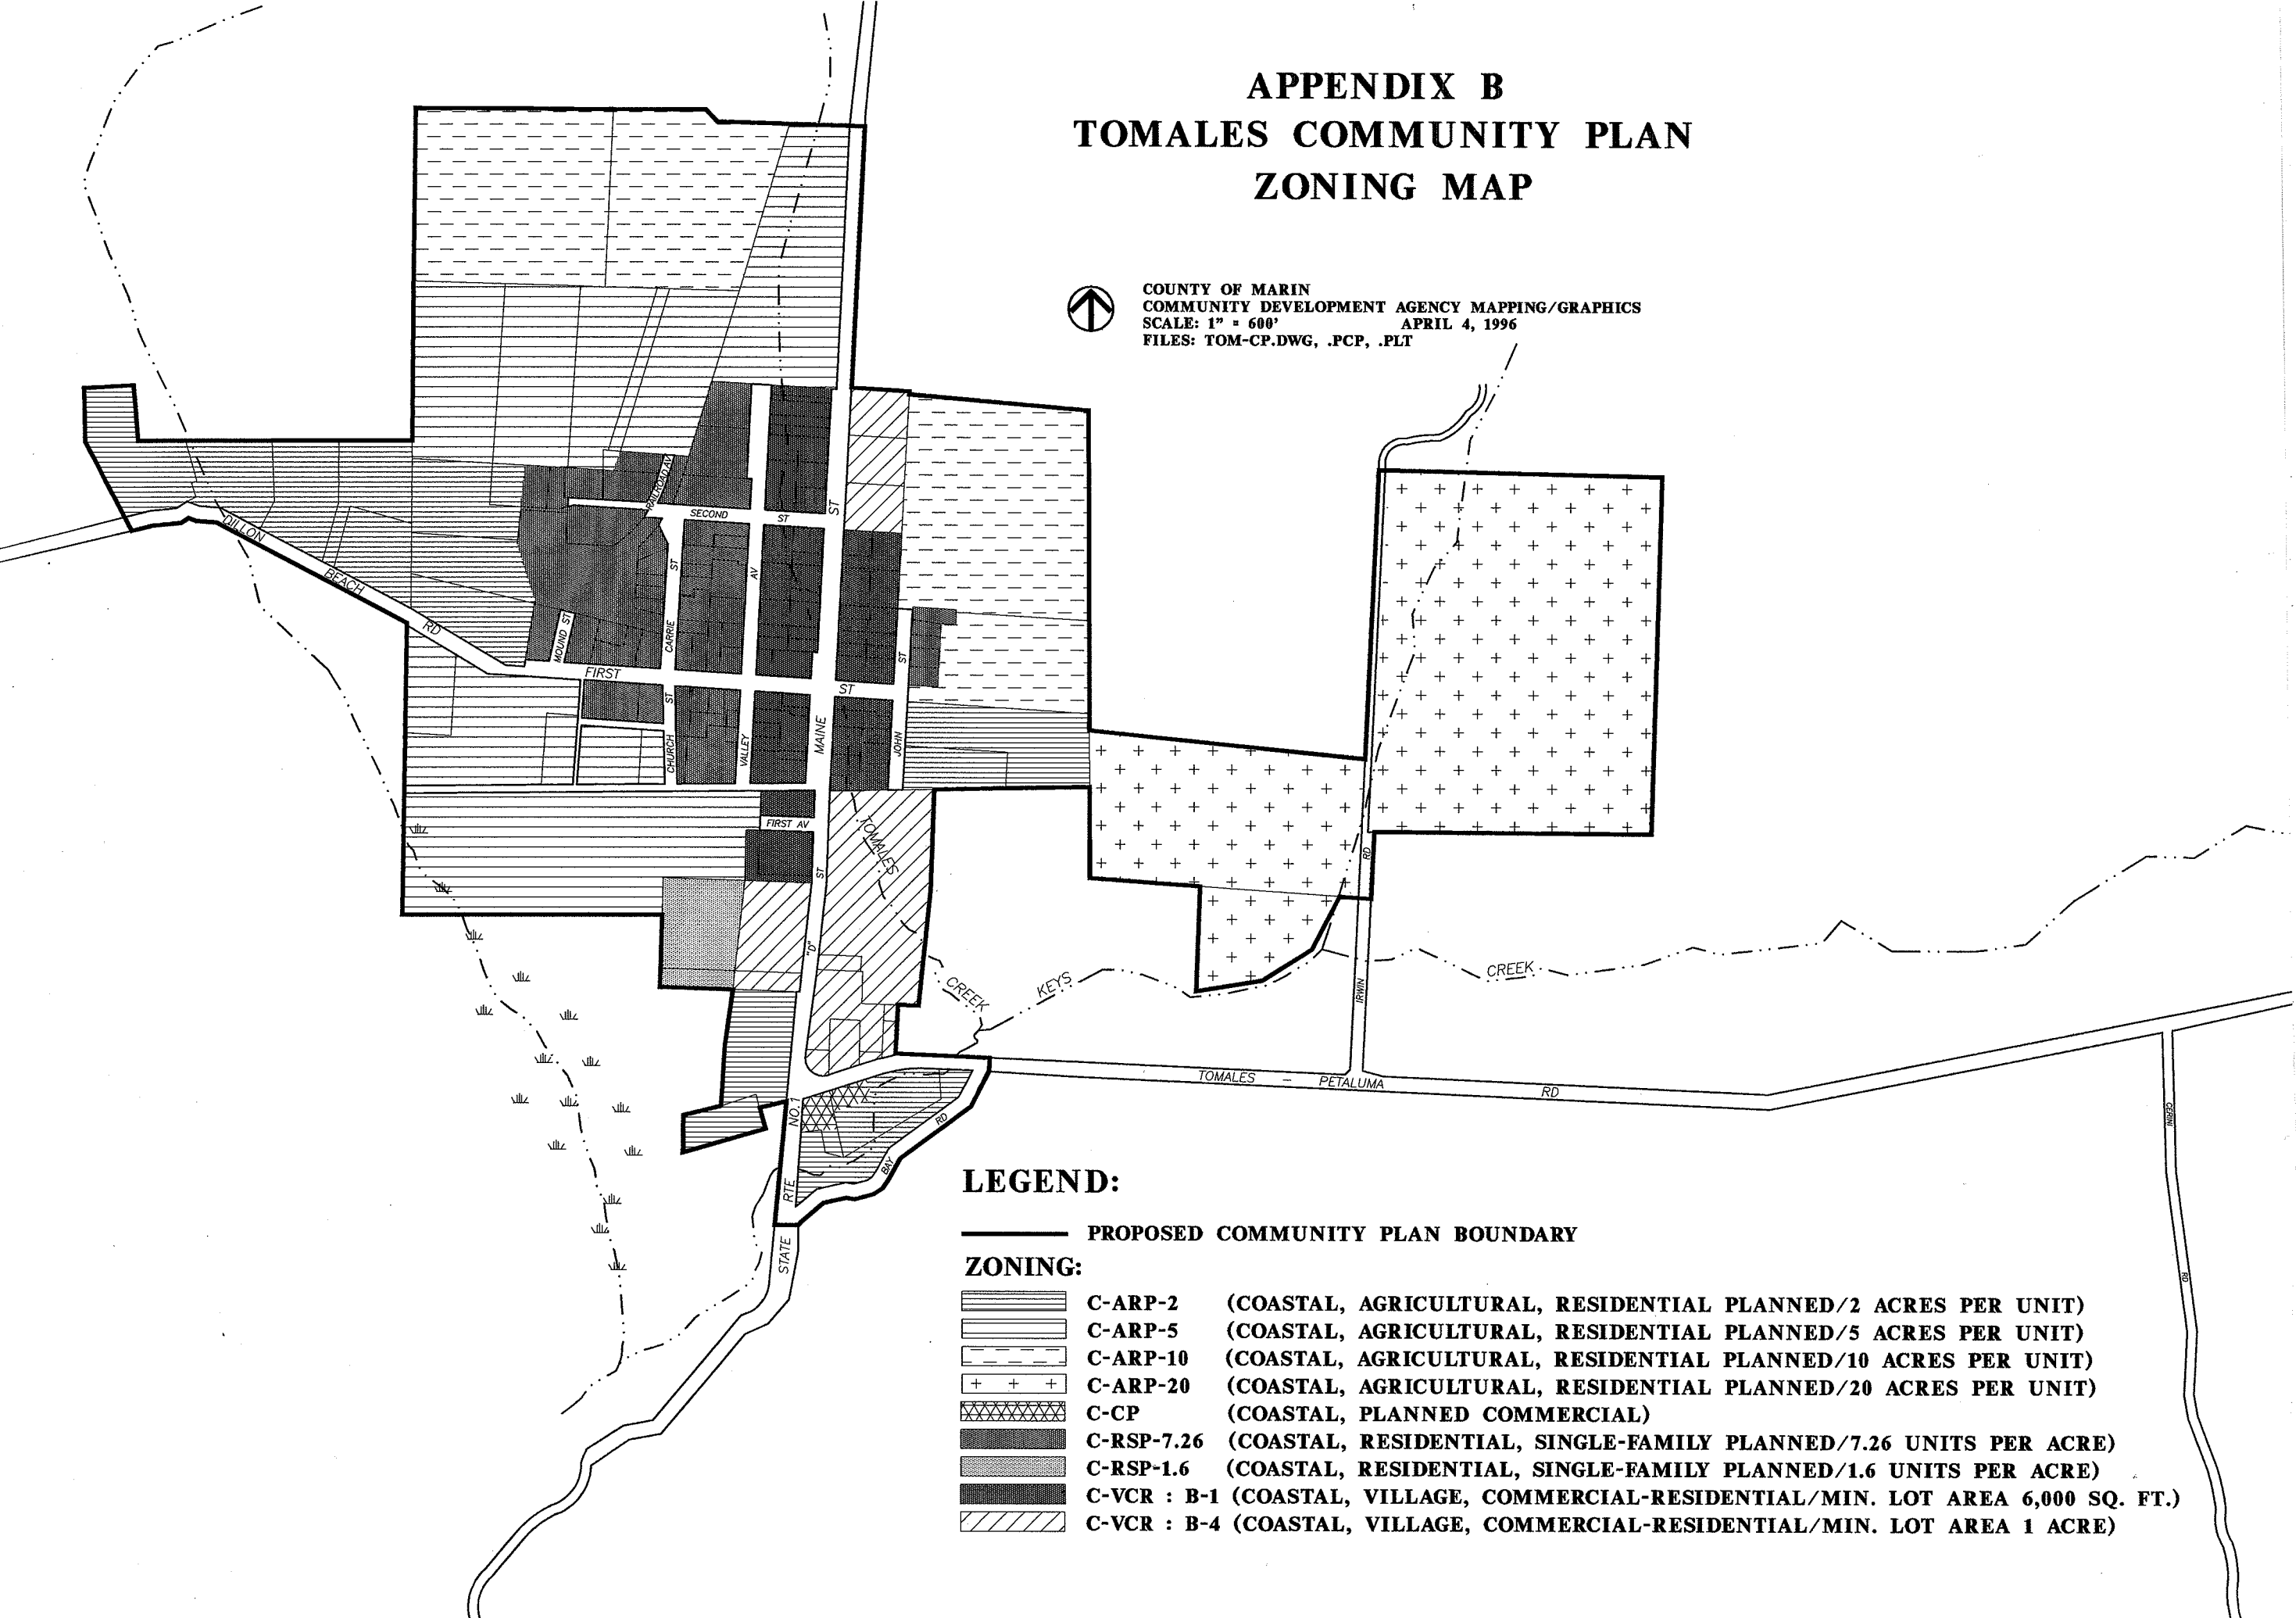 APPENDIX B
TOMALES COMMUNITY PLAN
ZONING MAP
COUNTY OF MARIN
COMMUNITY DEVELOPMENT AGENCY MAPPING/GRAPHICS
SCALE: 1" = 600' APRIL 4, 1996
FILES: TOM-CP.DWG, .PCP, .PLT
RAILROAD AV
SECOND ST
ST
DILLON BEACH RD
MOUND ST
CARRIE ST
AV
ST
FIRST ST
ST
CHURCH
VALLEY
MAINE
JOHN
FIRST AV
ST
TOMALES
CREEK
"D"
KEYS
CREEK
RD
IRWIN
TOMALES – PETALUMA RD
NO.1
RTE
STATE
BAY
RD
CERINI
RD
LEGEND:
PROPOSED COMMUNITY PLAN BOUNDARY
ZONING:
C-ARP-2 (COASTAL, AGRICULTURAL, RESIDENTIAL PLANNED/2 ACRES PER UNIT)
C-ARP-5 (COASTAL, AGRICULTURAL, RESIDENTIAL PLANNED/5 ACRES PER UNIT)
C-ARP-10 (COASTAL, AGRICULTURAL, RESIDENTIAL PLANNED/10 ACRES PER UNIT)
C-ARP-20 (COASTAL, AGRICULTURAL, RESIDENTIAL PLANNED/20 ACRES PER UNIT)
C-CP (COASTAL, PLANNED COMMERCIAL)
C-RSP-7.26 (COASTAL, RESIDENTIAL, SINGLE-FAMILY PLANNED/7.26 UNITS PER ACRE)
C-RSP-1.6 (COASTAL, RESIDENTIAL, SINGLE-FAMILY PLANNED/1.6 UNITS PER ACRE)
C-VCR : B-1 (COASTAL, VILLAGE, COMMERCIAL-RESIDENTIAL/MIN. LOT AREA 6,000 SQ. FT.)
C-VCR : B-4 (COASTAL, VILLAGE, COMMERCIAL-RESIDENTIAL/MIN. LOT AREA 1 ACRE)